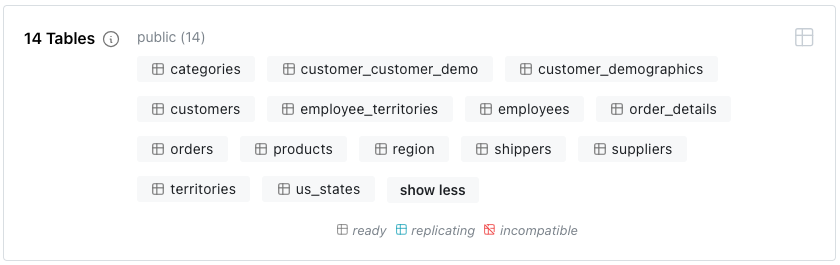 14 Tables public (14)
categories customer_customer_demo customer_demographics
customers employee_territories employees order_details
orders products region shippers suppliers
territories us_states show less
ready replicating incompatible